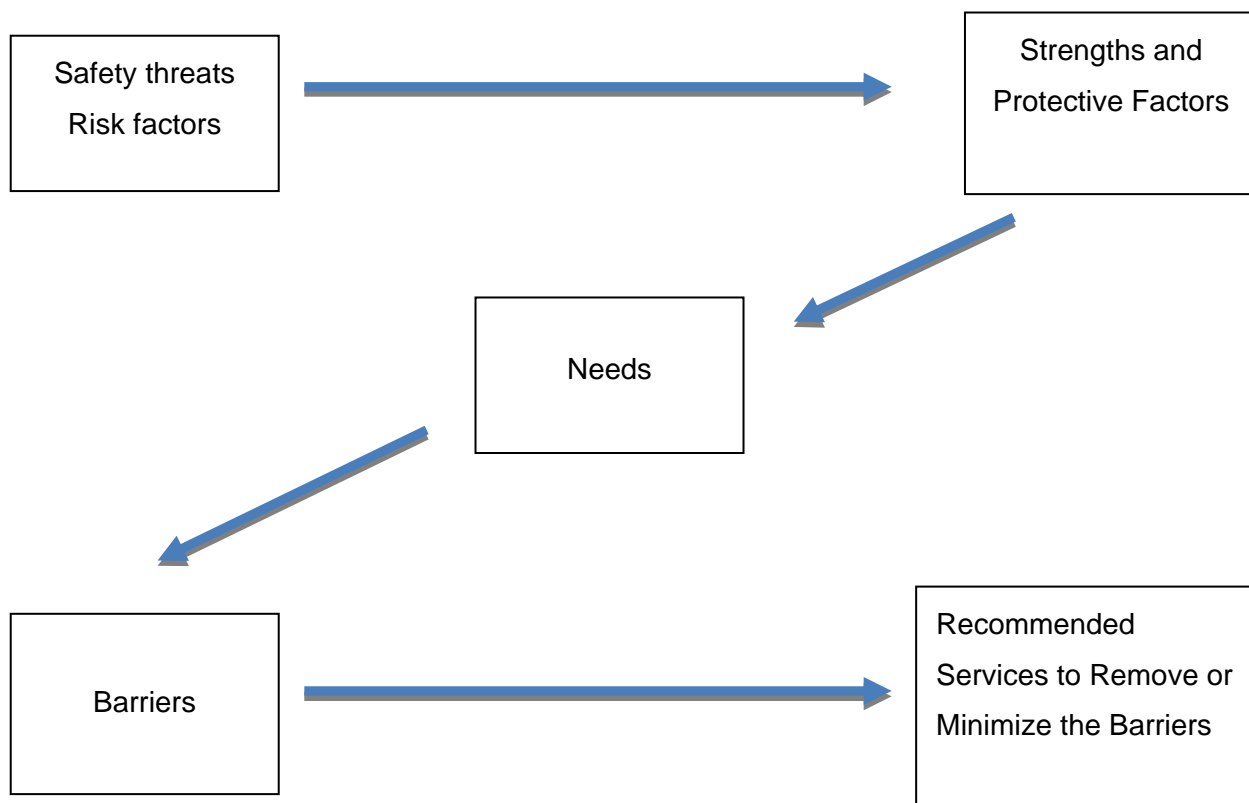 Safety threats
Risk factors
Strengths and
Protective Factors
Needs
Barriers
Recommended
Services to Remove or
Minimize the Barriers